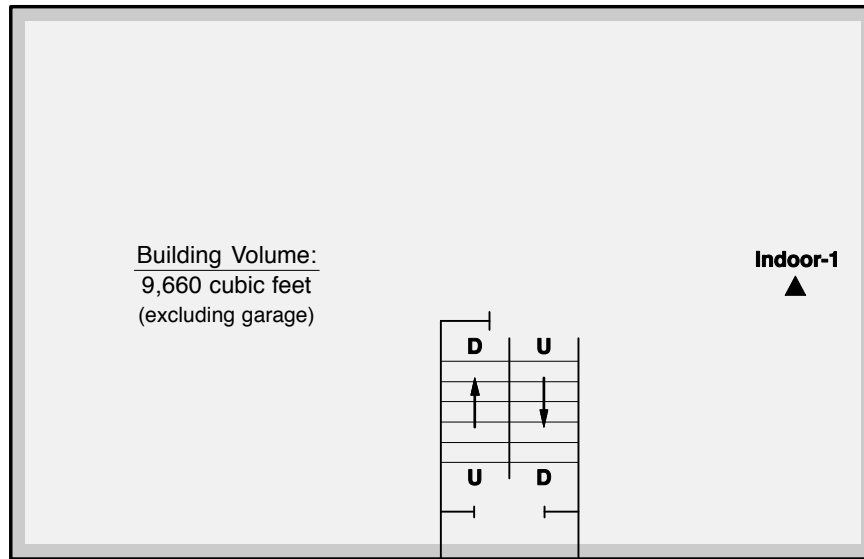 Building Volume:
9,660 cubic feet
(excluding garage)
Indoor-1
D U
U D